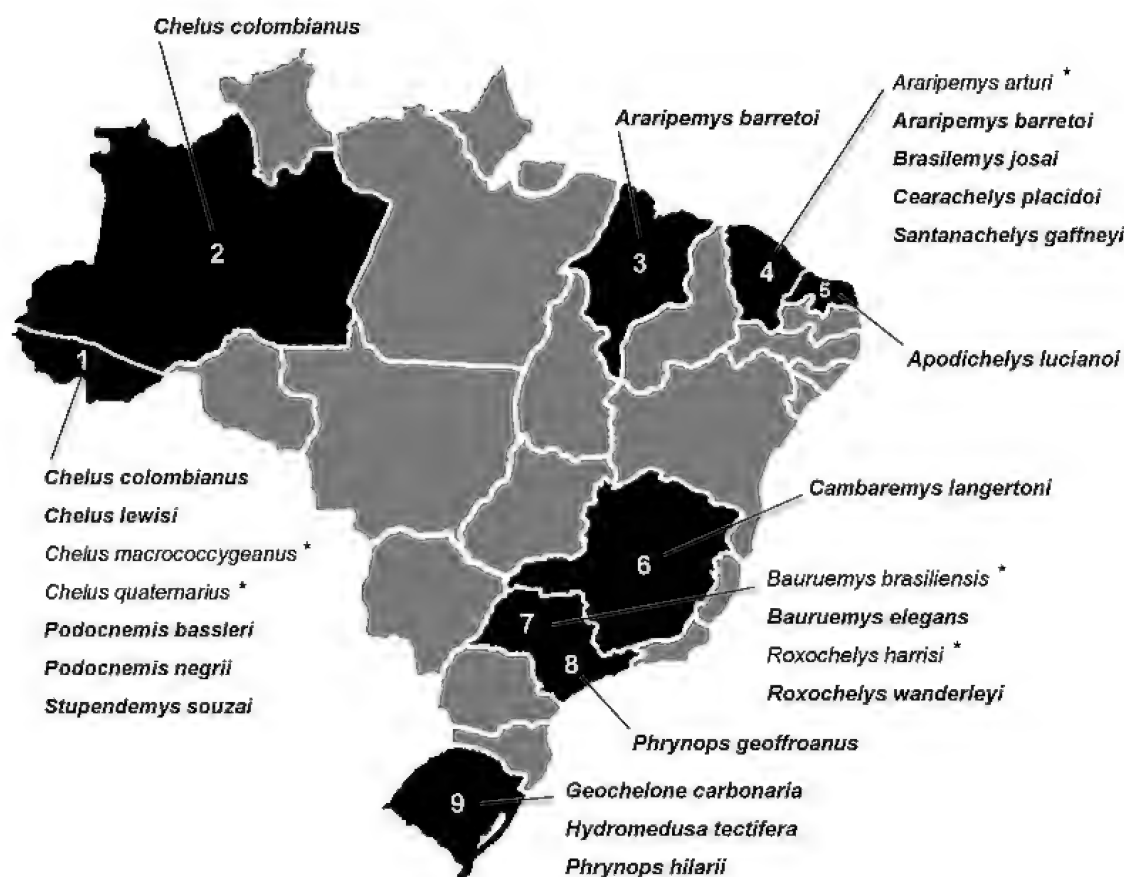 Chelus colombianus
Araripemys barretoi
Araripemys arturi *
Araripemys barretoi
Brasilemys josai
Cearachelys placidoi
Santanachelys gaffneyi
2
3
4
5
Apodichelys lucianoi
1
Chelus colombianus
Chelus lewisi
Chelus macrococcygeanus *
Chelus quaternarius *
Podocnemis bassleri
Podocnemis negrii
Stupendemys souzai
Cambaremys langertoni
6
Bauruemys brasiliensis *
Bauruemys elegans
Roxochelys harrisi *
Roxochelys wanderleyi
7
8
Phrynops geoffroanus
9
Geochelone carbonaria
Hydromedusa tectifera
Phrynops hilarii